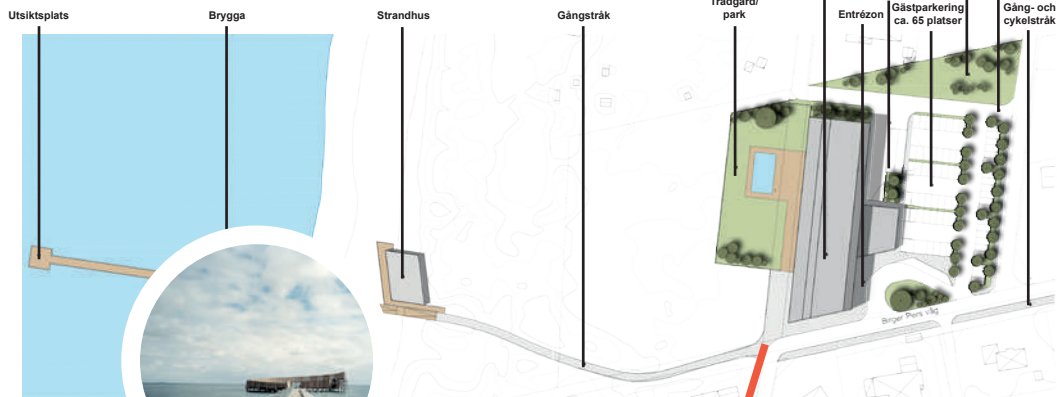 Utsiktsplats
Brygga
Strandhus
Gångstråk
Trädgård/
park
Entrézon
Gästparkering
ca. 65 platser
Gång- och
cykelstråk
Birger Pers väg